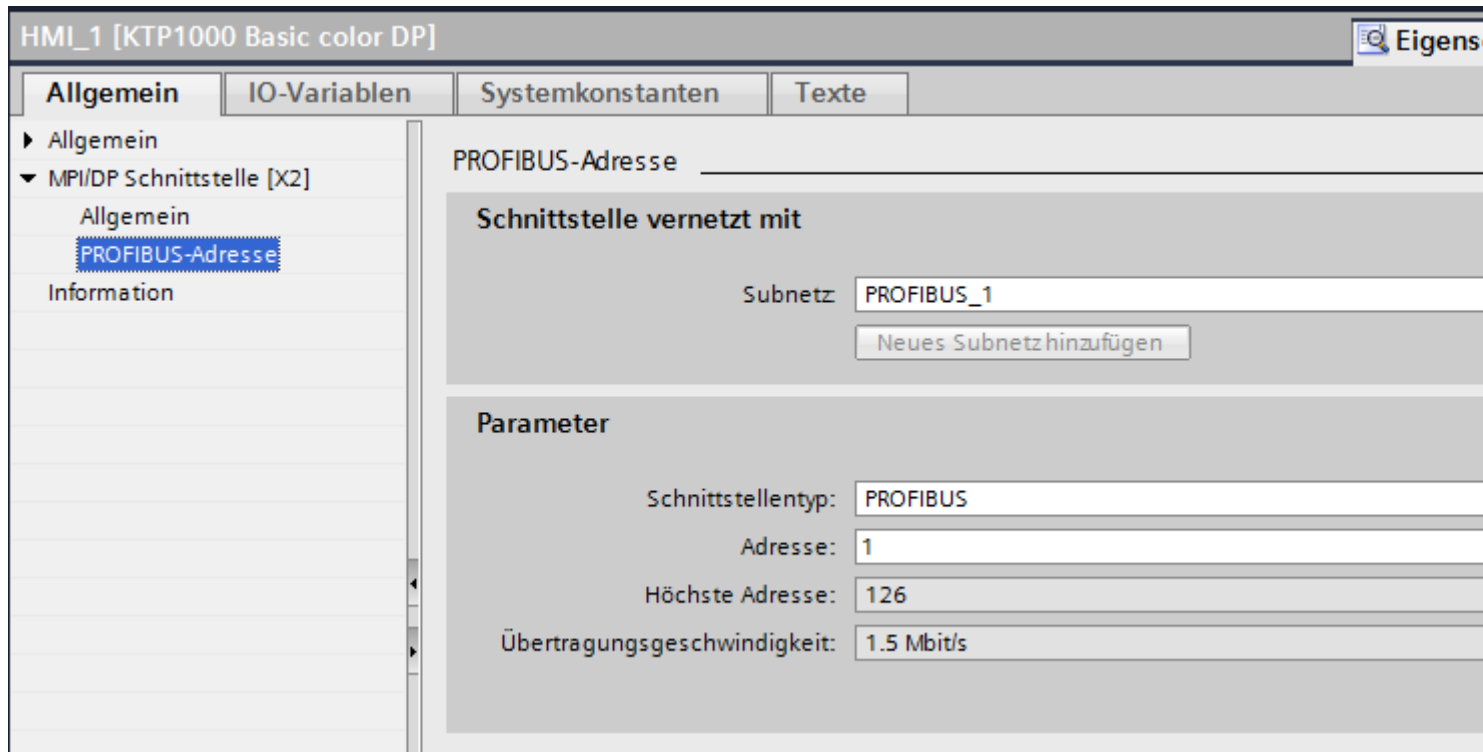 HMI_1 [KTP1000 Basic color DP]
Eigens
Allgemein IO-Variablen Systemkonstanten Texte
Allgemein
MPI/DP Schnittstelle [X2]
Allgemein
PROFIBUS-Adresse
Information
PROFIBUS-Adresse
Schnittstelle vernetzt mit
Subnetz: PROFIBUS_1
Neues Subnetz hinzufügen
Parameter
Schnittstellentyp: PROFIBUS
Adresse: 1
Höchste Adresse: 126
Übertragungsgeschwindigkeit: 1.5 Mbit/s